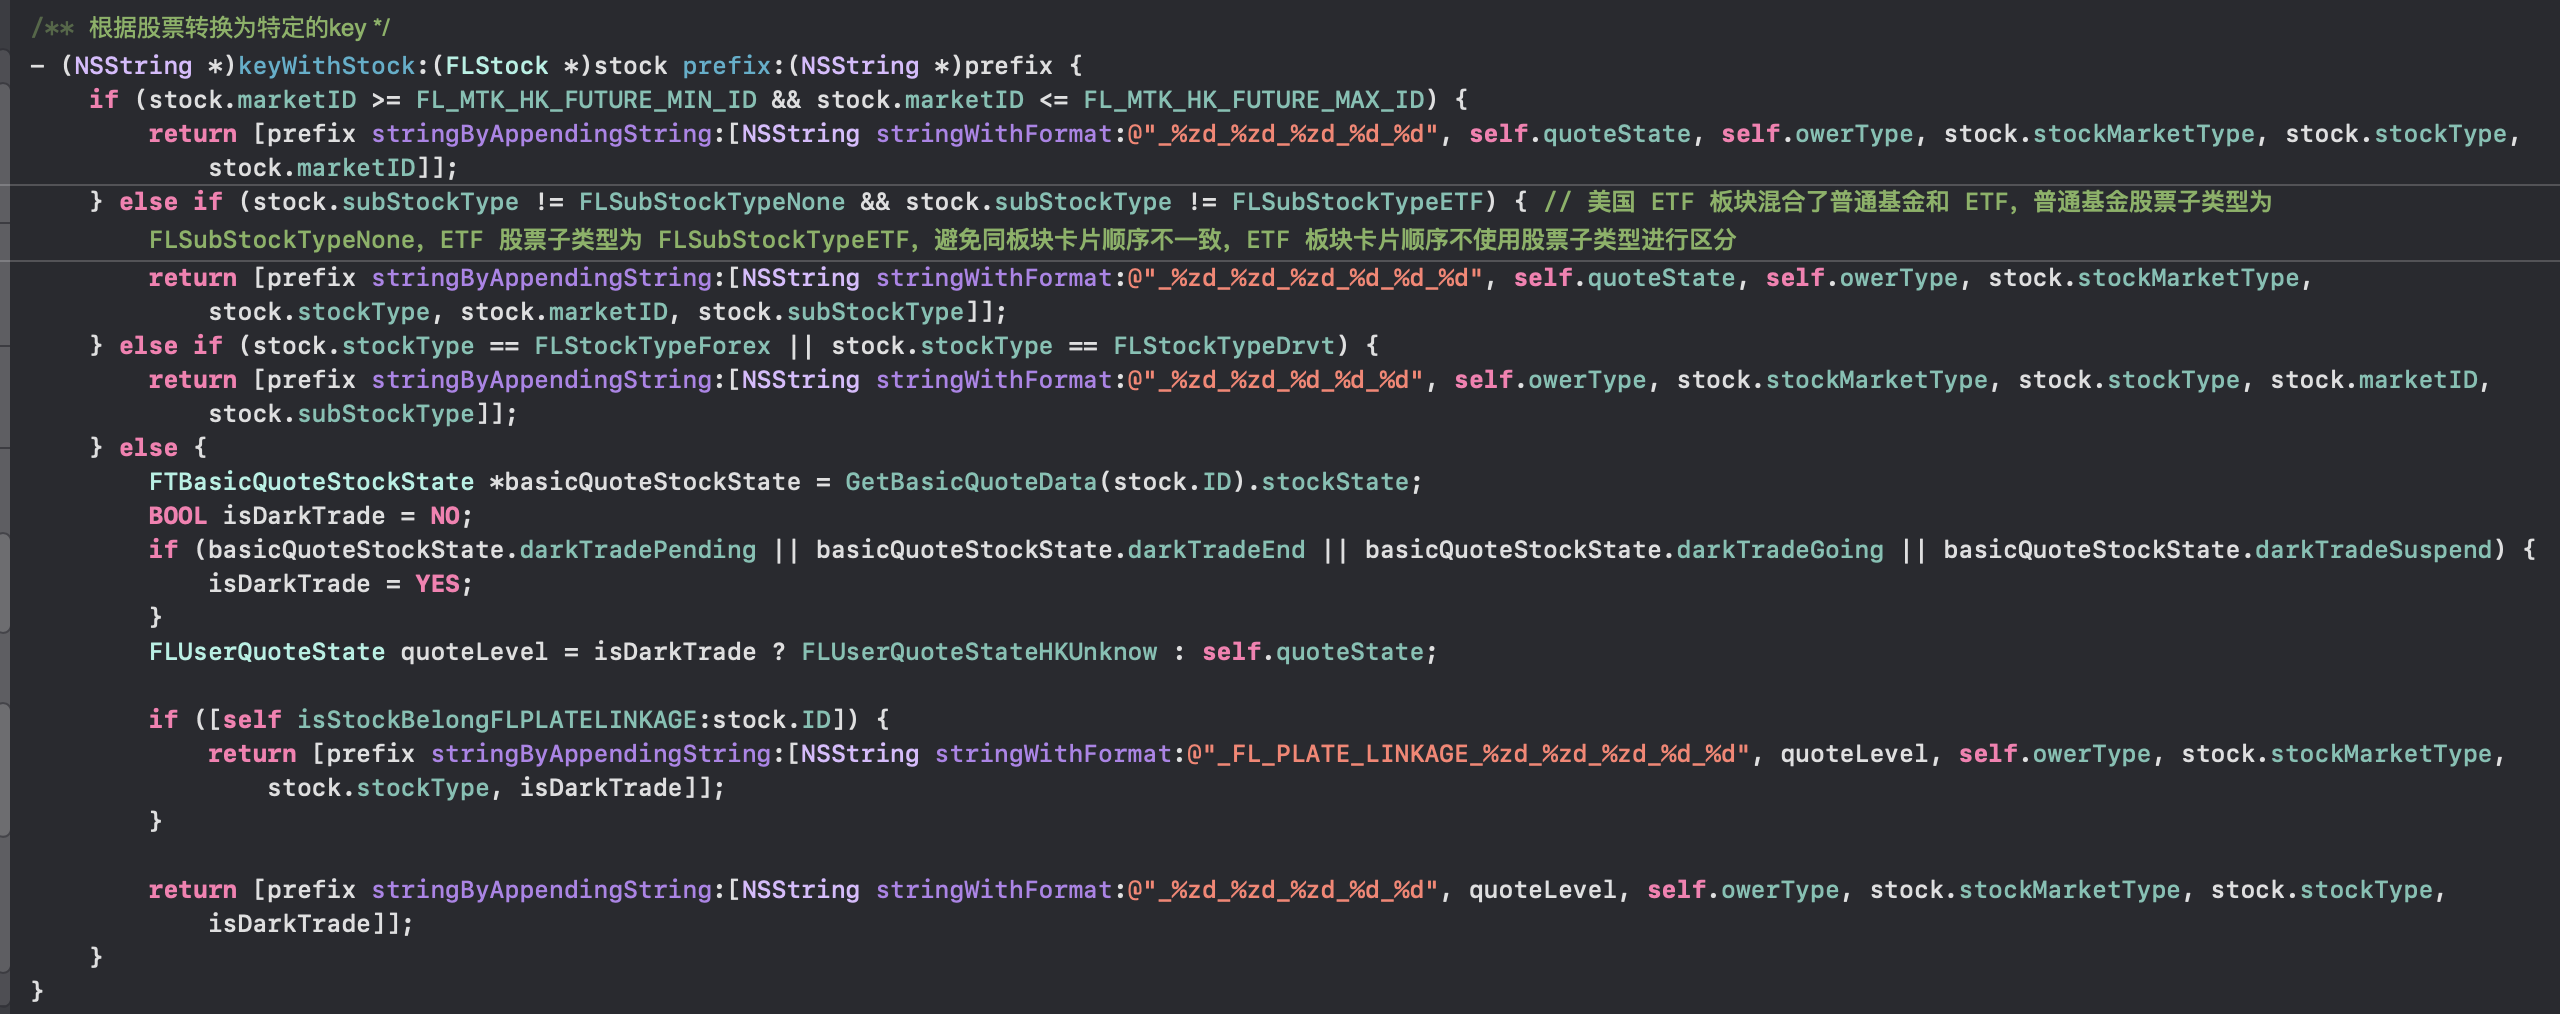 /** 根据股票转换为特定的key */
- (NSString *)keyWithStock:(FLStock *)stock prefix:(NSString *)prefix {
    if (stock.marketID >= FL_MTK_HK_FUTURE_MIN_ID && stock.marketID <= FL_MTK_HK_FUTURE_MAX_ID) {
        return [prefix stringByAppendingString:[NSString stringWithFormat:@"_%zd_%zd_%zd_%d_%d", self.quoteState, self.owerType, stock.stockMarketType, stock.stockType,
            stock.marketID]];
    } else if (stock.subStockType != FLSubStockTypeNone && stock.subStockType != FLSubStockTypeETF) { // 美国 ETF 板块混合了普通基金和 ETF，普通基金股票子类型为
        FLSubStockTypeNone，ETF 股票子类型为 FLSubStockTypeETF，避免同板块卡片顺序不一致，ETF 板块卡片顺序不使用股票子类型进行区分
        return [prefix stringByAppendingString:[NSString stringWithFormat:@"_%zd_%zd_%zd_%d_%d_%d", self.quoteState, self.owerType, stock.stockMarketType,
            stock.stockType, stock.marketID, stock.subStockType]];
    } else if (stock.stockType == FLStockTypeForex || stock.stockType == FLStockTypeDrvt) {
        return [prefix stringByAppendingString:[NSString stringWithFormat:@"_%zd_%zd_%d_%d_%d", self.owerType, stock.stockMarketType, stock.stockType, stock.marketID,
            stock.subStockType]];
    } else {
        FTBasicQuoteStockState *basicQuoteStockState = GetBasicQuoteData(stock.ID).stockState;
        BOOL isDarkTrade = NO;
        if (basicQuoteStockState.darkTradePending || basicQuoteStockState.darkTradeEnd || basicQuoteStockState.darkTradeGoing || basicQuoteStockState.darkTradeSuspend) {
            isDarkTrade = YES;
        }
        FLUserQuoteState quoteLevel = isDarkTrade ? FLUserQuoteStateHKUnknow : self.quoteState;
        if ([self isStockBelongFLPLATELINKAGE:stock.ID]) {
            return [prefix stringByAppendingString:[NSString stringWithFormat:@"_FL_PLATE_LINKAGE_%zd_%zd_%zd_%d_%d", quoteLevel, self.owerType, stock.stockMarketType,
                stock.stockType, isDarkTrade]];
        }
        return [prefix stringByAppendingString:[NSString stringWithFormat:@"_%zd_%zd_%zd_%d_%d", quoteLevel, self.owerType, stock.stockMarketType, stock.stockType,
            isDarkTrade]];
    }
}